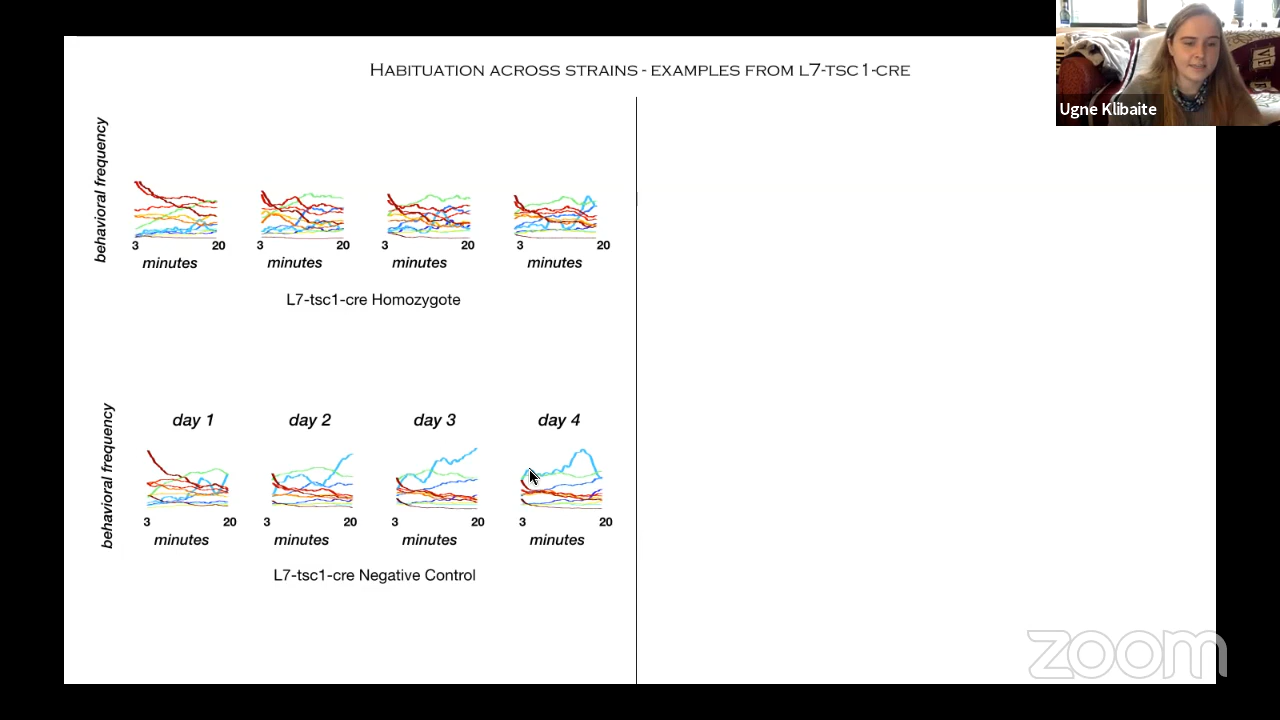 HABITUATION ACROSS STRAINS - EXAMPLES FROM L7-TSC1-CRE
Ugne Klibaite
behavioral frequency
3 20 3 20 3 20 3 20
minutes minutes minutes minutes
L7-tsc1-cre Homozygote
behavioral frequency
day 1 day 2 day 3 day 4
3 20 3 20 3 20 3 20
minutes minutes minutes minutes
L7-tsc1-cre Negative Control
zoom